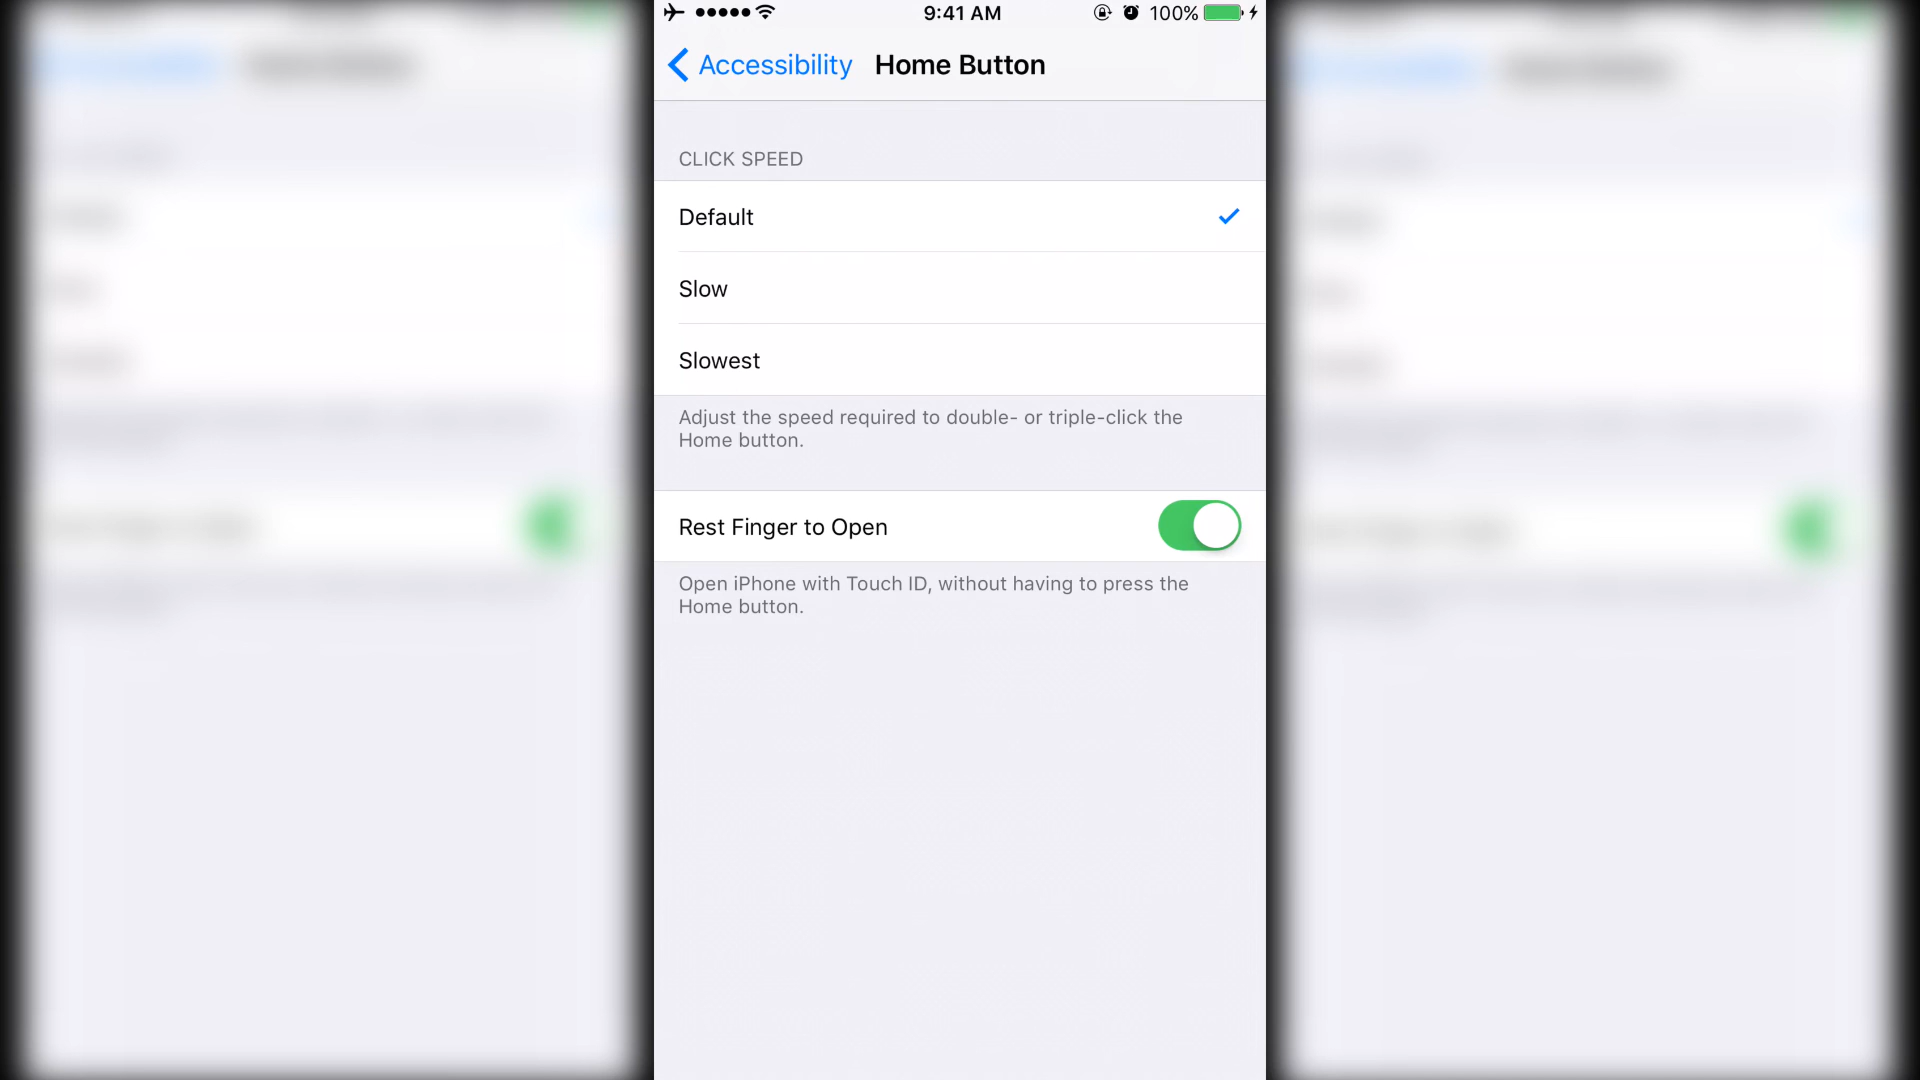 9:41 AM 100%
Accessibility Home Button
CLICK SPEED
Default
Slow
Slowest
Adjust the speed required to double- or triple-click the
Home button.
Rest Finger to Open
Open iPhone with Touch ID, without having to press the
Home button.